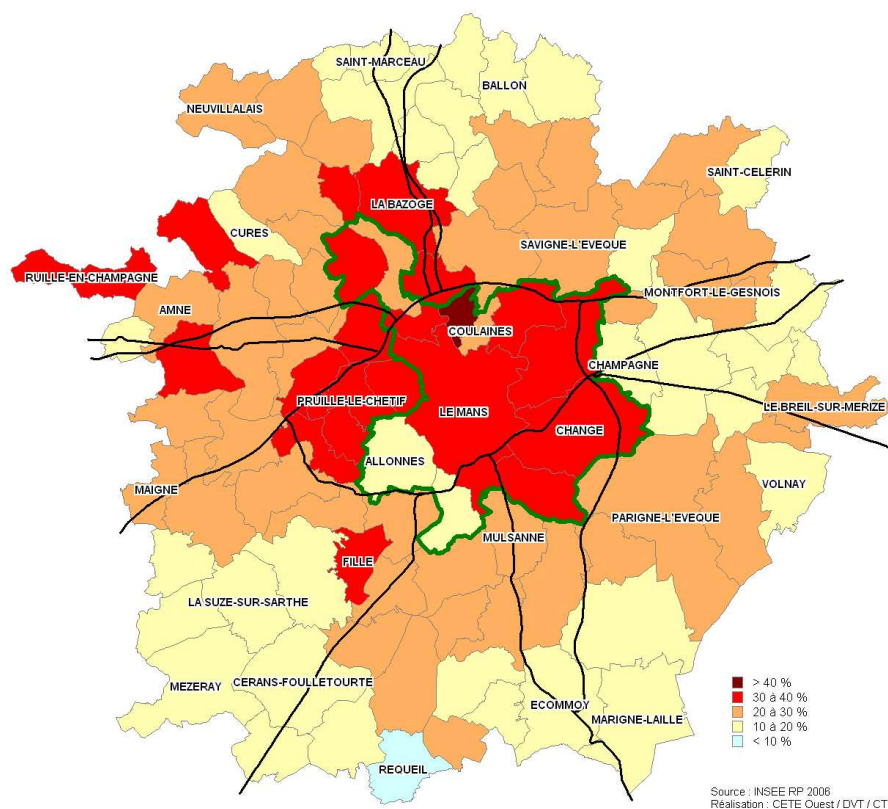 SAINT-MARCEAU
BALLON
NEUVILLALAIS
SAINT-CELERIN
LA BAZOGE
CURES
SAVIGNE-L'EVEQUE
RUILLE-EN-CHAMPAGNE
MONTFORT-LE-GESNOIS
AMNE
COULAINES
CHAMPAGNE
PRUILLE-LE-CHETIF
LE BREIL-SUR-MERIZE
LE MANS
CHANGE
ALLONNES
VOLNAY
MAIGNE
PARIGNE-L'EVEQUE
MULSANNE
FILLE
LA SUZE-SUR-SARTHE
MEZERAY
CERANS-FOULLETOURTE
ECOMMOY
MARIGNE-LAILLE
REQUEIL
> 40 %
30 à 40 %
20 à 30 %
10 à 20 %
< 10 %
Source : INSEE RP 2006
Réalisation : CETE Ouest / DVT / CT